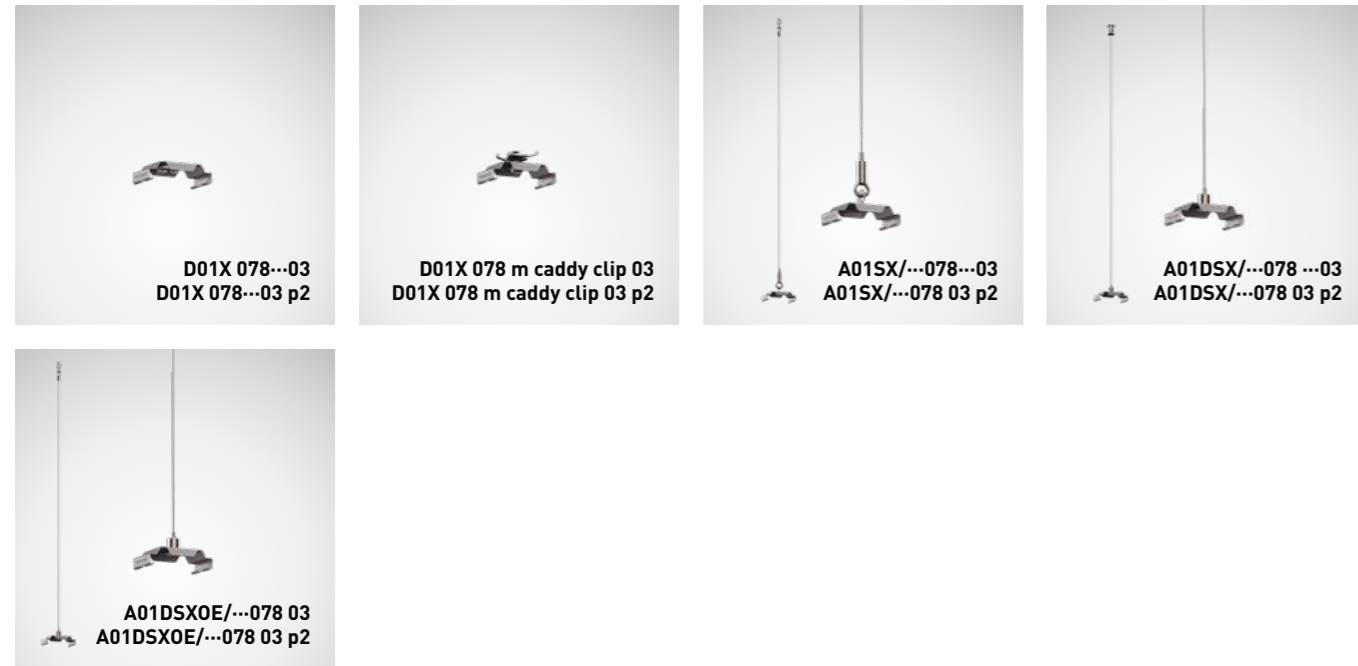 D01X 078···03
D01X 078···03 p2
D01X 078 m caddy clip 03
D01X 078 m caddy clip 03 p2
A01SX/···078···03
A01SX/···078 03 p2
A01DSX/···078 ···03
A01DSX/···078 03 p2
A01DSXOE/···078 03
A01DSXOE/···078 03 p2